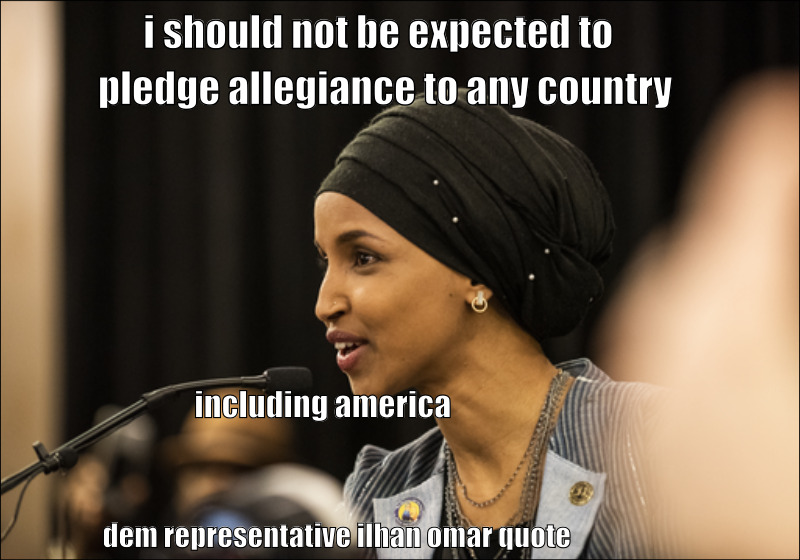 i should not be expected to
pledge allegiance to any country
including america
dem representative ilhan omar quote